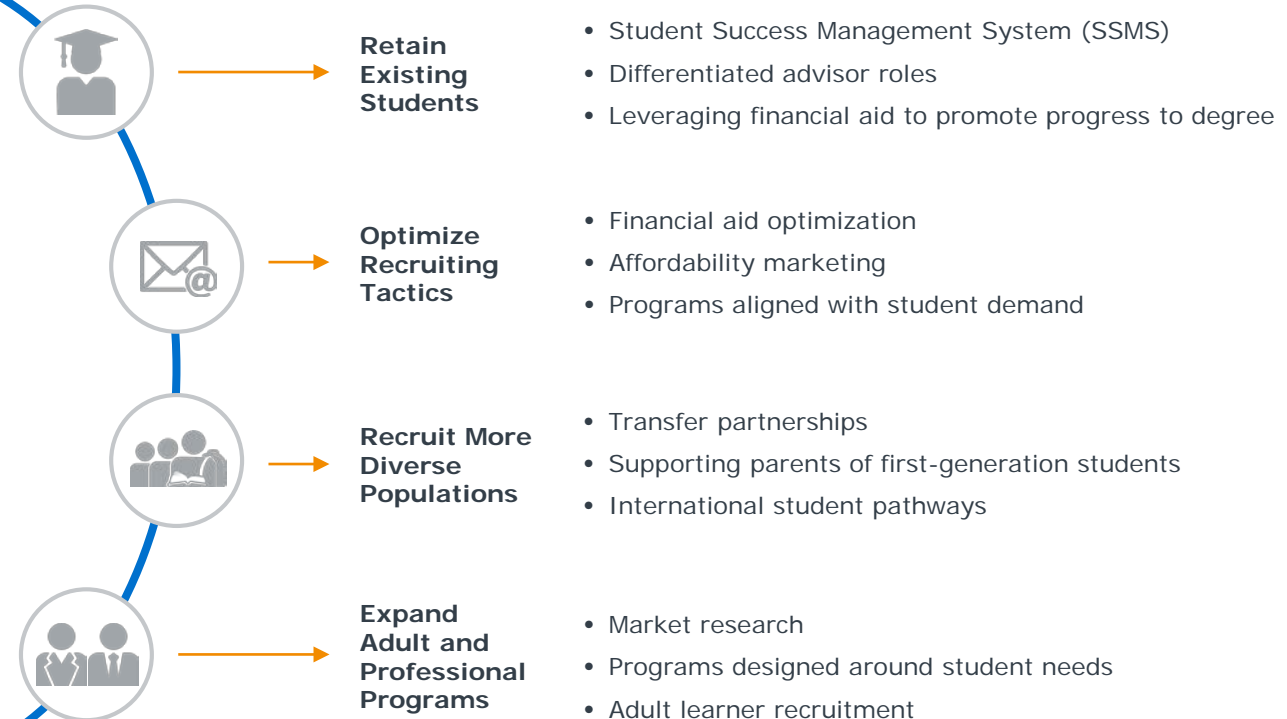 Retain
Existing
Students
• Student Success Management System (SSMS)
• Differentiated advisor roles
• Leveraging financial aid to promote progress to degree
@
Optimize
Recruiting
Tactics
• Financial aid optimization
• Affordability marketing
• Programs aligned with student demand
Recruit More
Diverse
Populations
• Transfer partnerships
• Supporting parents of first-generation students
• International student pathways
Expand
Adult and
Professional
Programs
• Market research
• Programs designed around student needs
• Adult learner recruitment